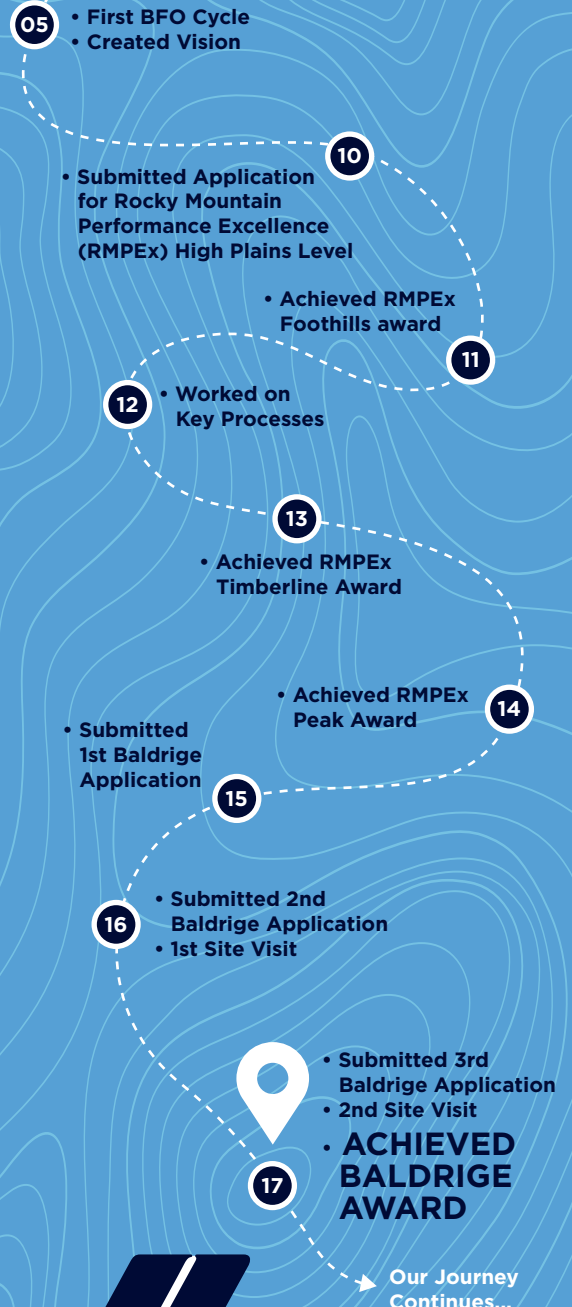 05
• First BFO Cycle
• Created Vision
10
• Submitted Application
for Rocky Mountain
Performance Excellence
(RMPEx) High Plains Level
• Achieved RMPEx
Foothills award
11
12
• Worked on
Key Processes
13
• Achieved RMPEx
Timberline Award
• Achieved RMPEx
Peak Award
14
• Submitted
1st Baldrige
Application
15
16
• Submitted 2nd
Baldrige Application
• 1st Site Visit
• Submitted 3rd
Baldrige Application
• 2nd Site Visit
• ACHIEVED
BALDRIGE
AWARD
17
Our Journey
Continues...